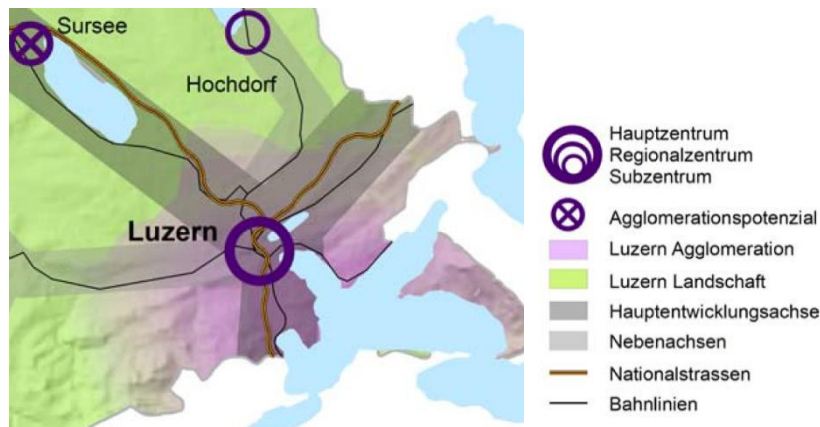 Sursee
Hochdorf
Luzern
Hauptzentrum
Regionalzentrum
Subzentrum
Agglomerationspotenzial
Luzern Agglomeration
Luzern Landschaft
Hauptentwicklungsachse
Nebenachsen
Nationalstrassen
Bahnlinien